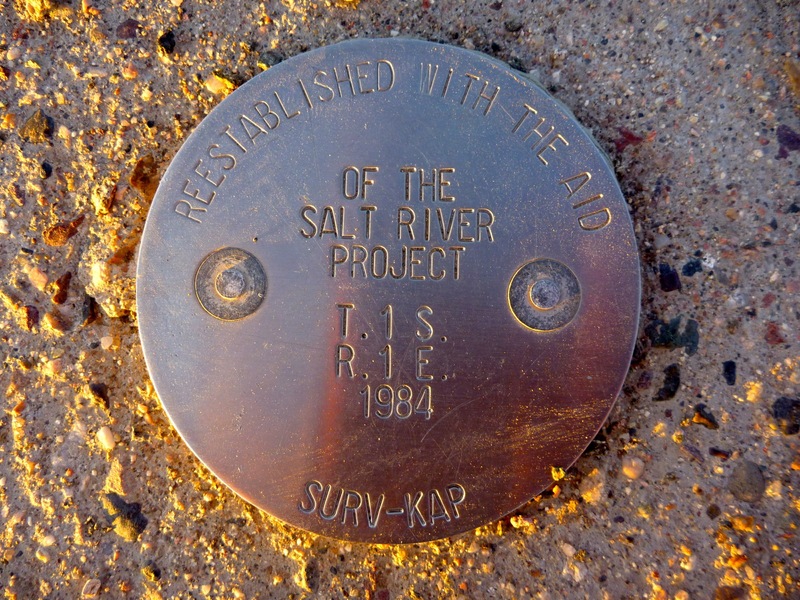 REESTABLISHED WITH THE AID
OF THE
SALT RIVER
PROJECT
T.1 S.
R.1 E.
1984
SURV-KAP